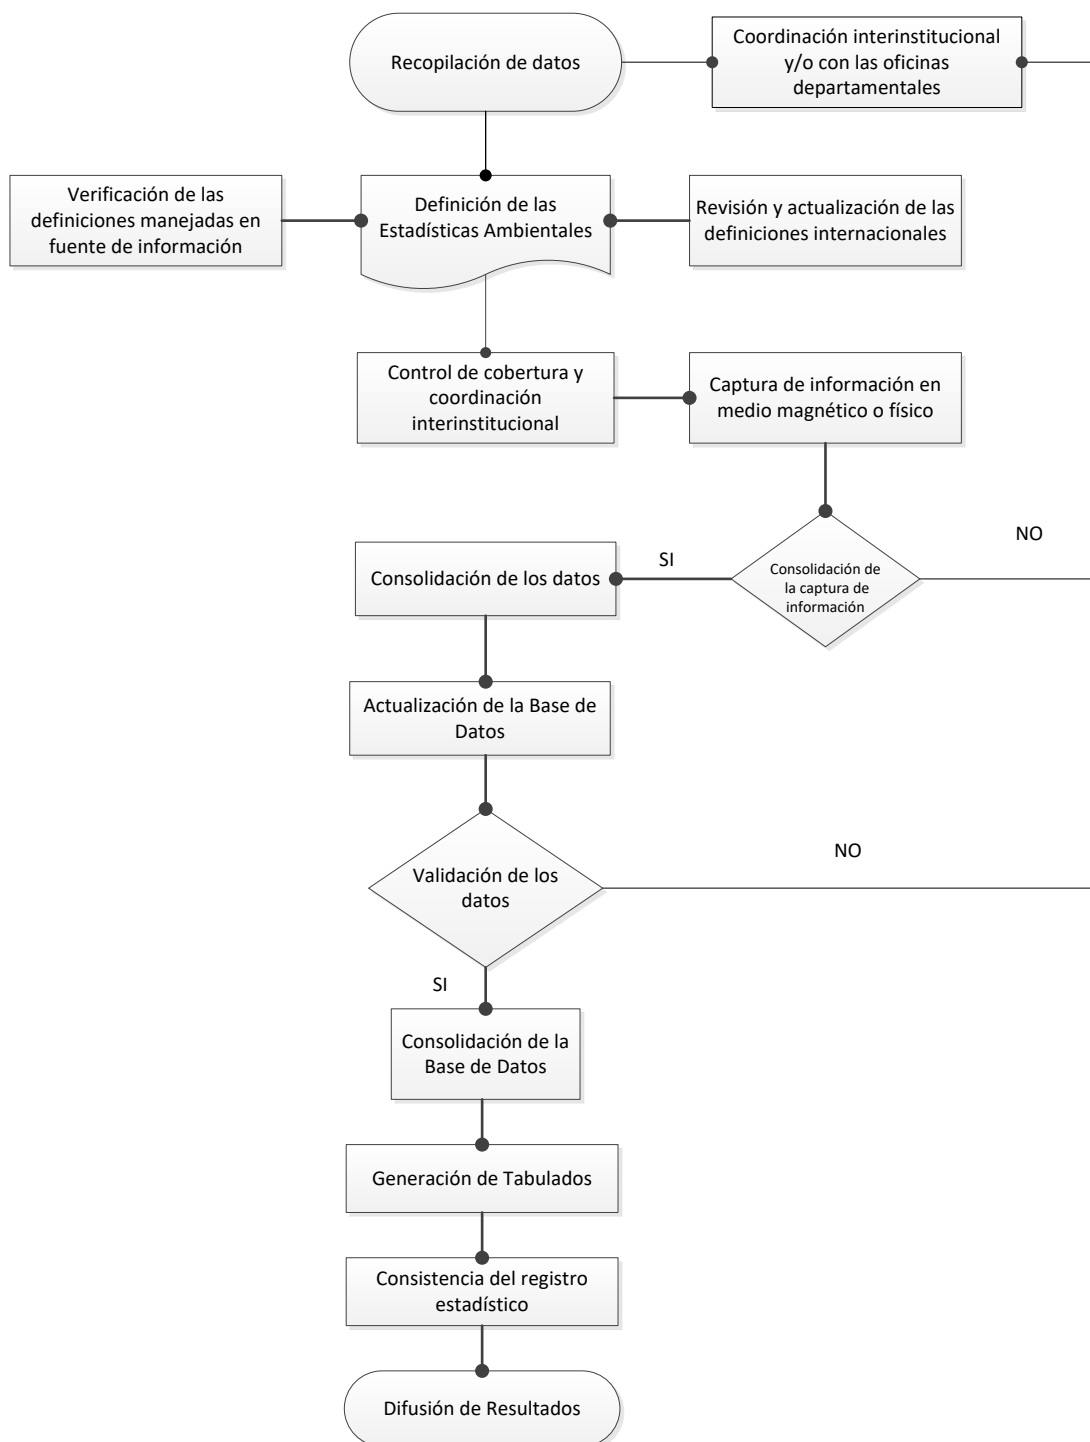 Recopilación de datos
Coordinación interinstitucional
y/o con las oficinas
departamentales
Verificación de las
definiciones manejadas en
fuente de información
Definición de las
Estadísticas Ambientales
Revisión y actualización de las
definiciones internacionales
Control de cobertura y
coordinación
interinstitucional
Captura de información en
medio magnético o físico
NO
SI
Consolidación de
la captura de
información
Consolidación de los datos
Actualización de la Base de
Datos
NO
Validación de los
datos
SI
Consolidación de la
Base de Datos
Generación de Tabulados
Consistencia del registro
estadístico
Difusión de Resultados